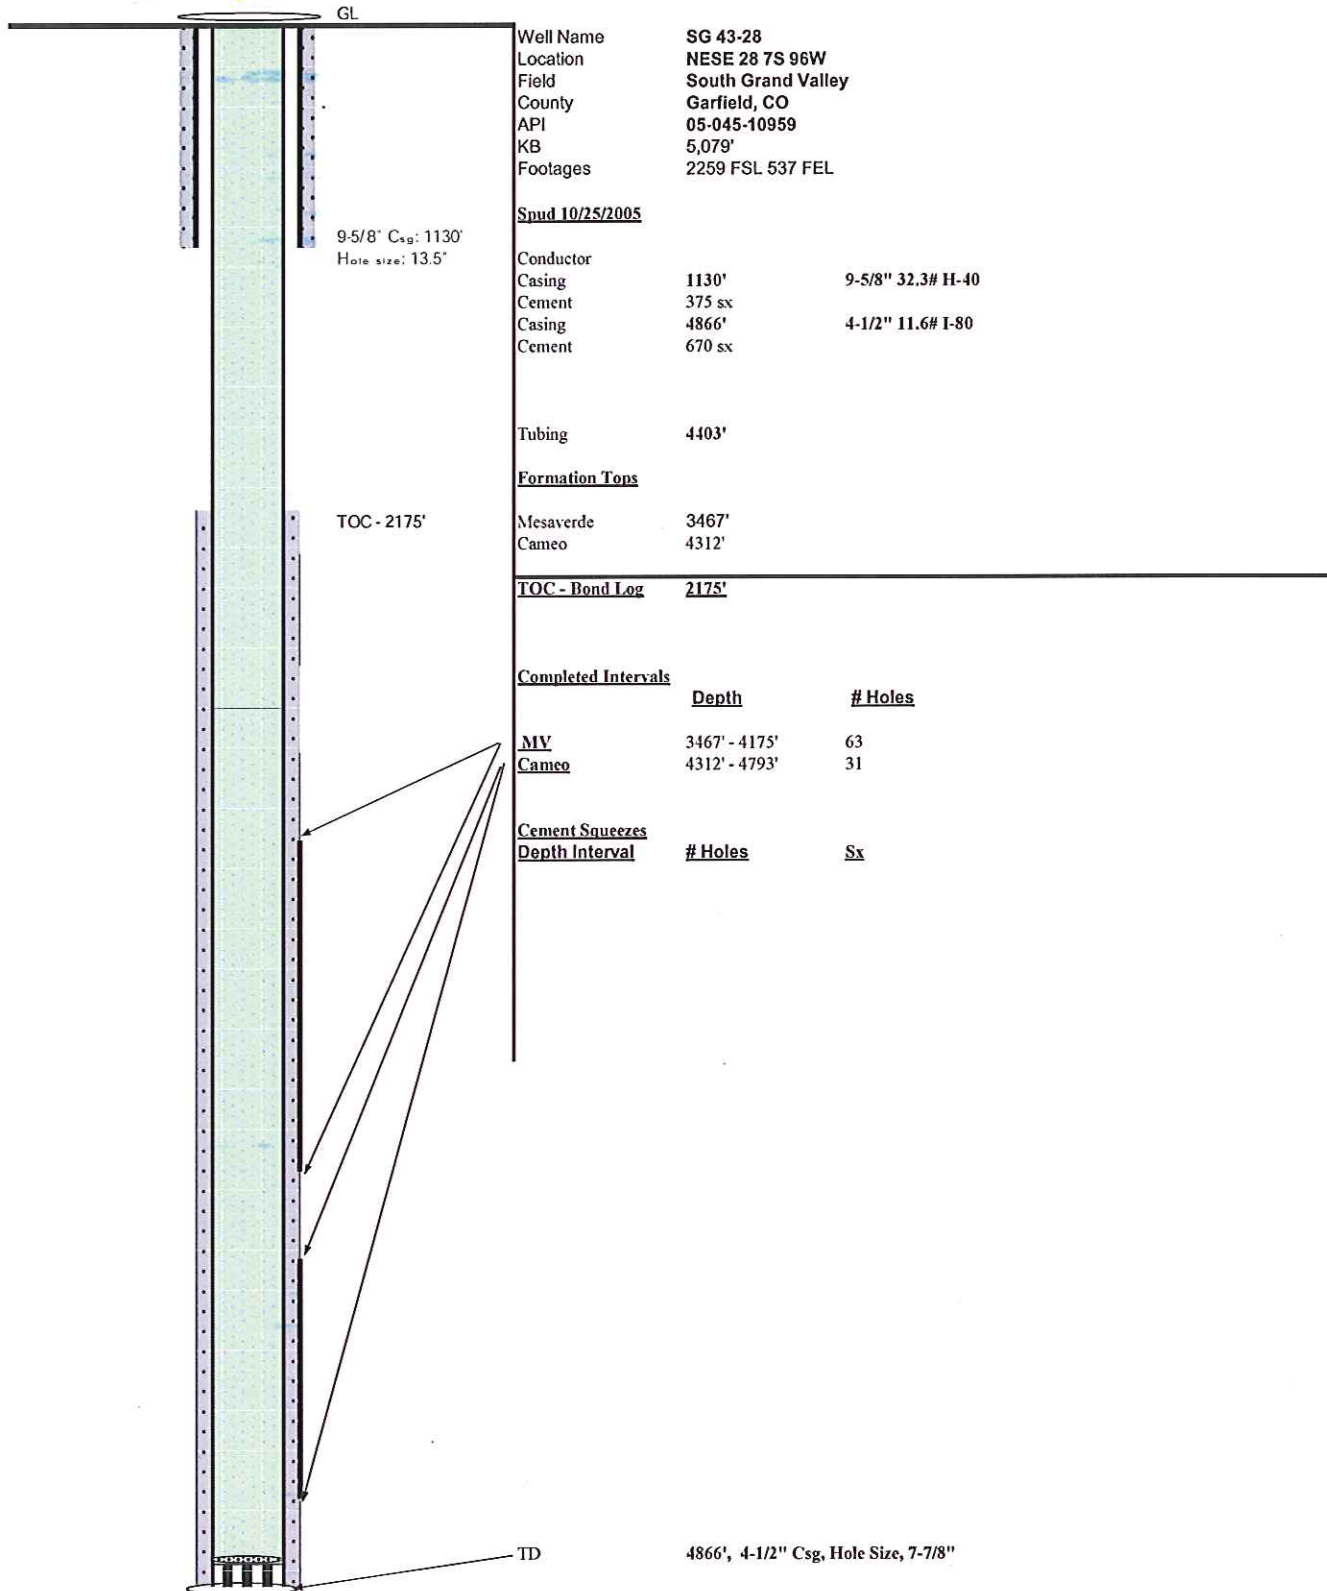 GL
Well Name SG 43-28
Location NESE 28 7S 96W
Field South Grand Valley
County Garfield, CO
API 05-045-10959
KB 5,079'
Footages 2259 FSL 537 FEL
Spud 10/25/2005
9-5/8" Csg: 1130'
Hole size: 13.5"
Conductor
Casing 1130' 9-5/8" 32.3# H-40
Cement 375 sx
Casing 4866' 4-1/2" 11.6# I-80
Cement 670 sx
Tubing 4403'
Formation Tops
TOC - 2175'
Mesaverde 3467'
Cameo 4312'
TOC - Bond Log 2175'
Completed Intervals
Depth # Holes
MV 3467' - 4175' 63
Cameo 4312' - 4793' 31
Cement Squeezes
Depth Interval # Holes Sx
TD 4866', 4-1/2" Csg, Hole Size, 7-7/8"